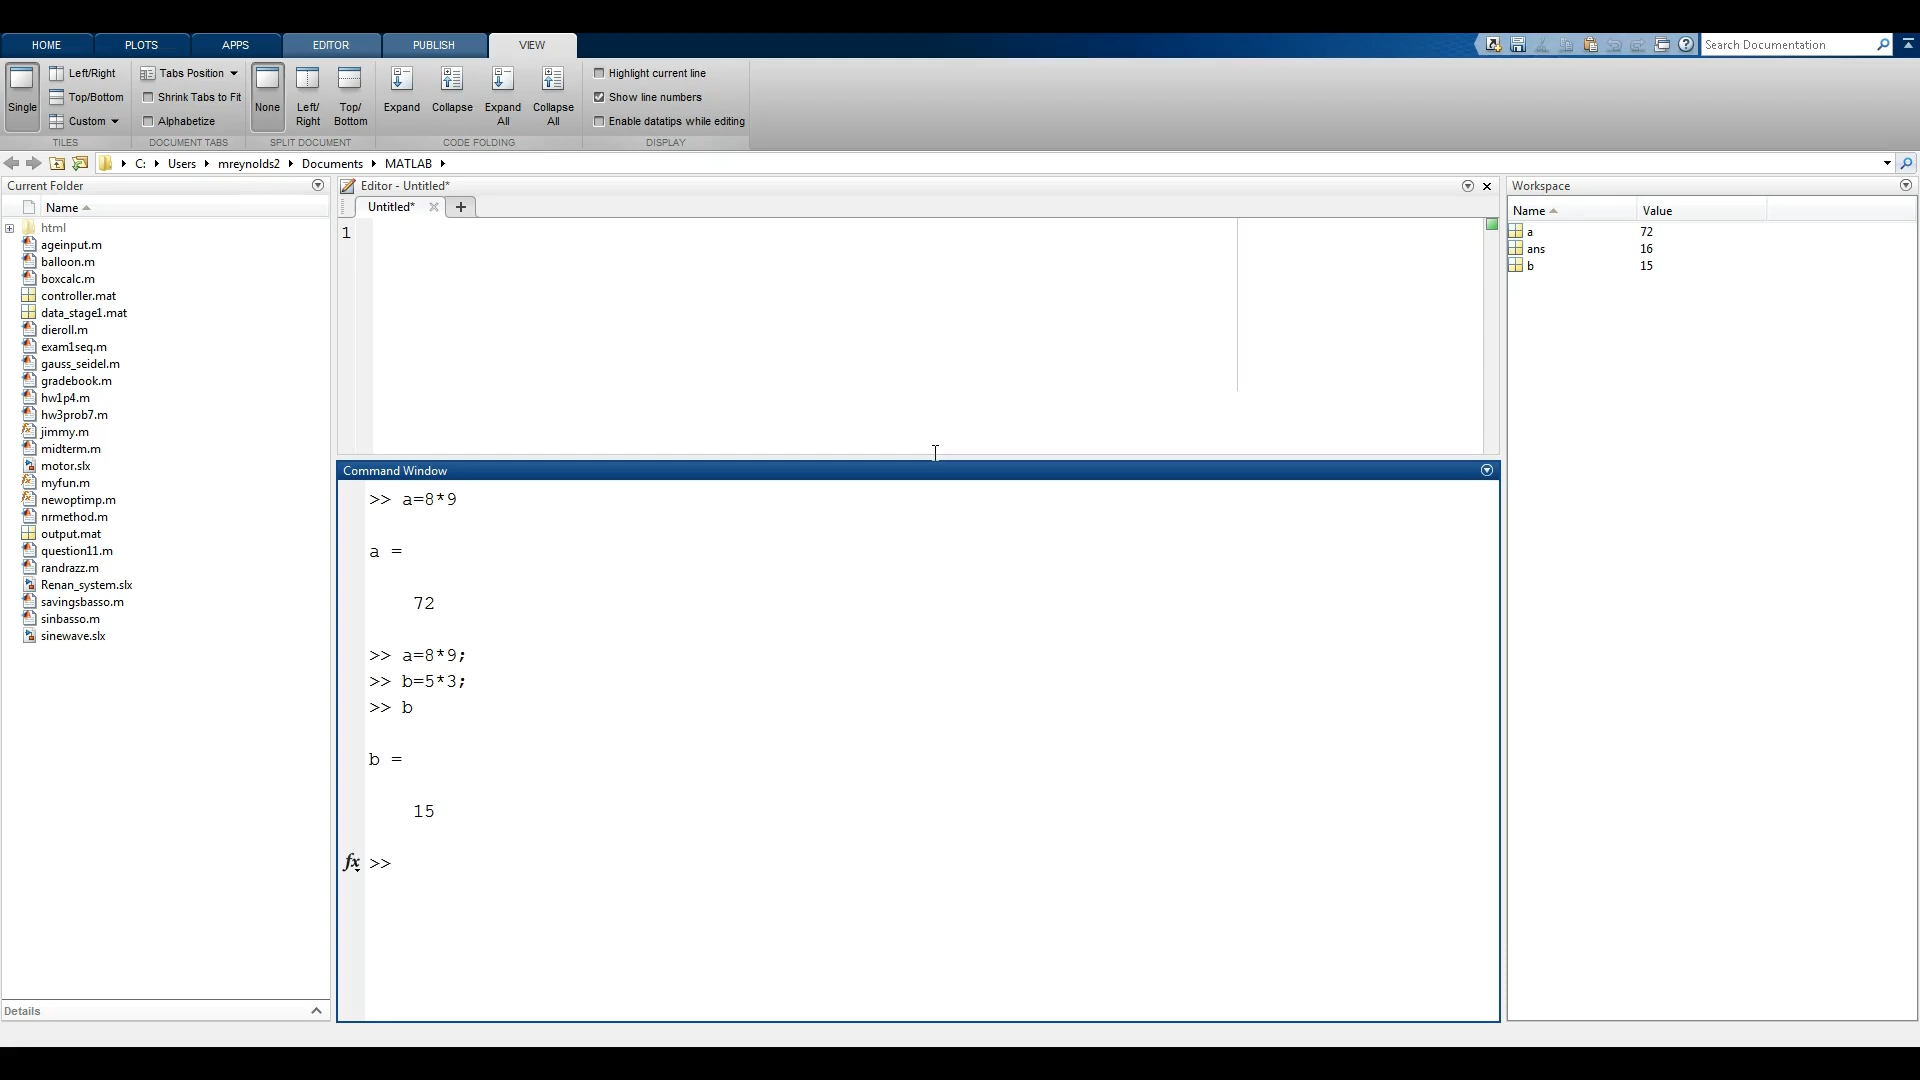 HOME PLOTS APPS EDITOR PUBLISH VIEW Search Documentation
Single Left/Right Top/Bottom Custom
TILES
Tabs Position Shrink Tabs to Fit Alphabetize
DOCUMENT TABS
None Left/Right Top/Bottom
SPLIT DOCUMENT
Expand Collapse Expand All Collapse All
CODE FOLDING
Highlight current line
Show line numbers
Enable datatips while editing
DISPLAY
C: Users mreynolds2 Documents MATLAB
Current Folder
Name
html
ageinput.m
balloon.m
boxcalc.m
controller.mat
data_stage1.mat
dieroll.m
exam1seq.m
gauss_seidel.m
gradebook.m
hw1p4.m
hw3prob7.m
jimmy.m
midterm.m
motor.slx
myfun.m
newoptimp.m
nrmethod.m
output.mat
question11.m
randrazz.m
Renan_system.slx
savingsbasso.m
sinbasso.m
sinewave.slx
Details
Editor - Untitled*
Untitled* +
1
Command Window
>> a=8*9
a =
72
>> a=8*9;
>> b=5*3;
>> b
b =
15
fx >>
Workspace
Name Value
a 72
ans 16
b 15